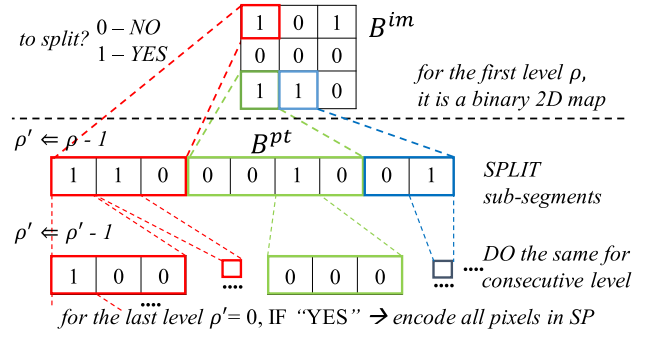 to split? 0 – NO
1 – YES
1 0 1 B^im
0 0 0
1 1 0
for the first level ρ,
it is a binary 2D map
ρ′ ⇐ ρ - 1
B^pt
1 1 0 0 0 1 0 0 1
SPLIT
sub-segments
ρ′ ⇐ ρ′ - 1
1 0 0 .... 0 0 0 .... ....
DO the same for
consecutive level
.... ....
for the last level ρ′= 0, IF “YES” → encode all pixels in SP